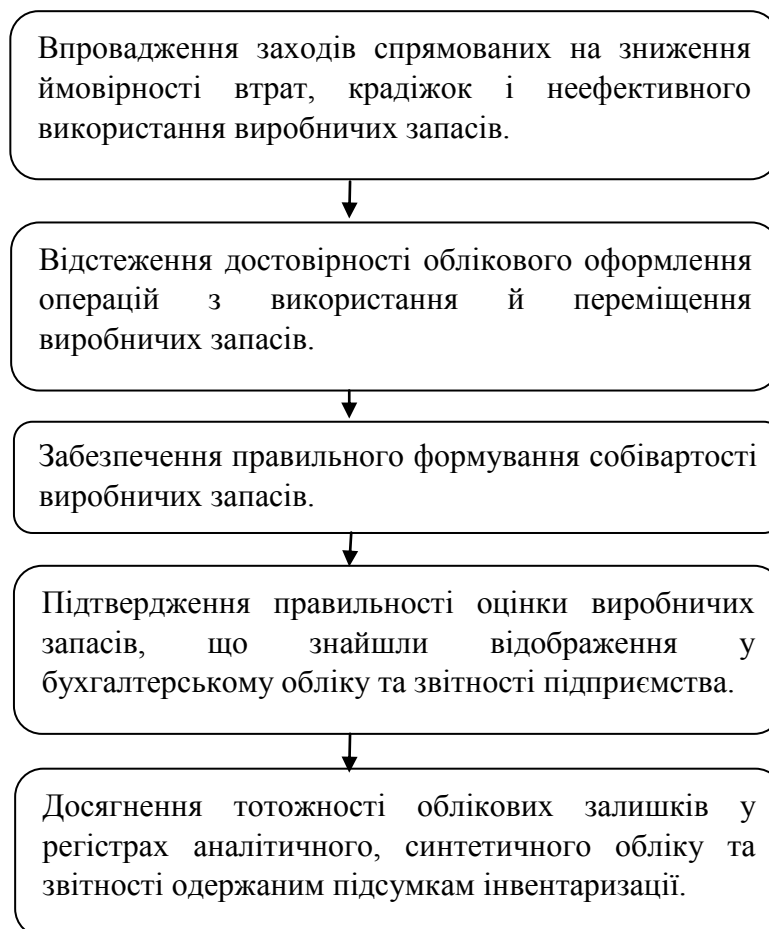 Впровадження заходів спрямованих на зниження
ймовірності втрат, крадіжок і неефективного
використання виробничих запасів.
Відстеження достовірності облікового оформлення
операцій з використання й переміщення
виробничих запасів.
Забезпечення правильного формування собівартості
виробничих запасів.
Підтвердження правильності оцінки виробничих
запасів, що знайшли відображення у
бухгалтерському обліку та звітності підприємства.
Досягнення тотожності облікових залишків у
регістрах аналітичного, синтетичного обліку та
звітності одержаним підсумкам інвентаризації.